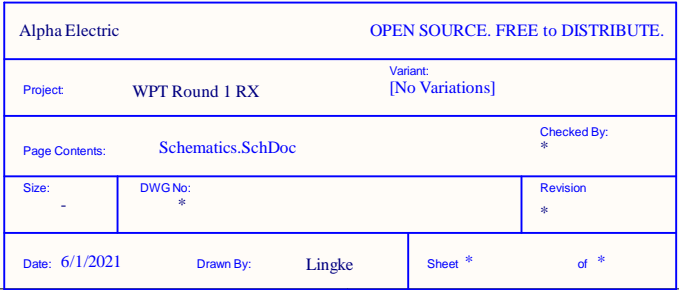 Alpha Electric OPEN SOURCE. FREE to DISTRIBUTE.
Project: WPT Round 1 RX Variant: [No Variations]
Page Contents: Schematics.SchDoc Checked By: *
Size: - DWG No: * Revision *
Date: 6/1/2021 Drawn By: Lingke Sheet * of *